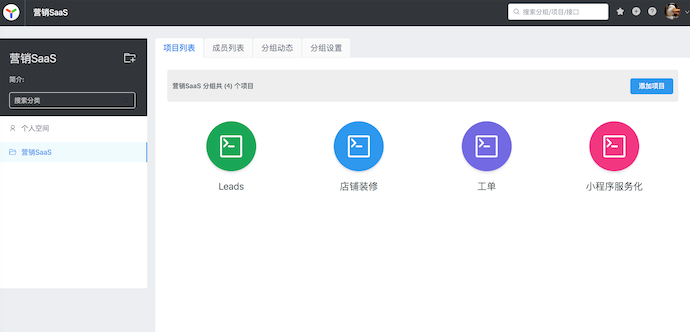 营销SaaS
搜索分组/项目/接口
营销SaaS
简介:
搜索分类
个人空间
营销SaaS
项目列表
成员列表
分组动态
分组设置
营销SaaS 分组共 (4) 个项目
添加项目
Leads
店铺装修
工单
小程序服务化